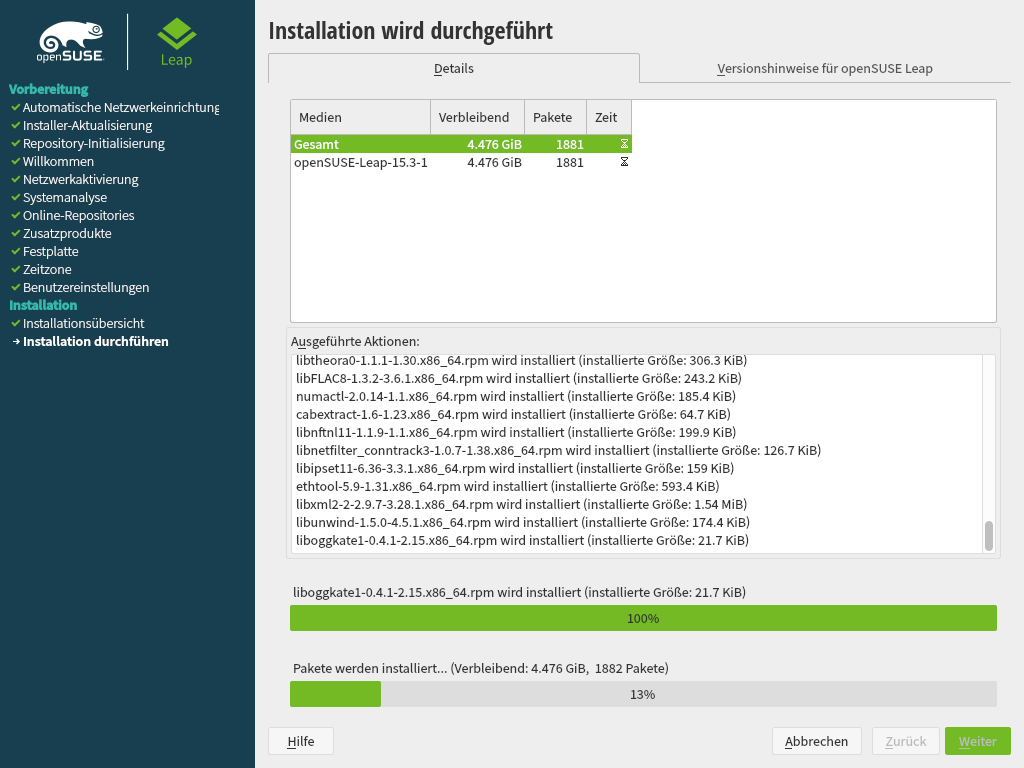 openSUSE
Leap
Vorbereitung
Automatische Netzwerkeinrichtung
Installer-Aktualisierung
Repository-Initialisierung
Willkommen
Netzwerkaktivierung
Systemanalyse
Online-Repositories
Zusatzprodukte
Festplatte
Zeitzone
Benutzereinstellungen
Installation
Installationsübersicht
Installation durchführen
Installation wird durchgeführt
Details Versionshinweise für openSUSE Leap
Medien Verbleibend Pakete Zeit
Gesamt 4.476 GiB 1881
openSUSE-Leap-15.3-1 4.476 GiB 1881
Ausgeführte Aktionen:
libtheora0-1.1.1-1.30.x86_64.rpm wird installiert (installierte Größe: 306.3 KiB)
libFLAC8-1.3.2-3.6.1.x86_64.rpm wird installiert (installierte Größe: 243.2 KiB)
numactl-2.0.14-1.1.x86_64.rpm wird installiert (installierte Größe: 185.4 KiB)
cabextract-1.6-1.23.x86_64.rpm wird installiert (installierte Größe: 64.7 KiB)
libnftnl11-1.1.9-1.1.x86_64.rpm wird installiert (installierte Größe: 199.9 KiB)
libnetfilter_conntrack3-1.0.7-1.38.x86_64.rpm wird installiert (installierte Größe: 126.7 KiB)
libipset11-6.36-3.3.1.x86_64.rpm wird installiert (installierte Größe: 159 KiB)
ethtool-5.9-1.31.x86_64.rpm wird installiert (installierte Größe: 593.4 KiB)
libxml2-2-2.9.7-3.28.1.x86_64.rpm wird installiert (installierte Größe: 1.54 MiB)
libunwind-1.5.0-4.5.1.x86_64.rpm wird installiert (installierte Größe: 174.4 KiB)
liboggkate1-0.4.1-2.15.x86_64.rpm wird installiert (installierte Größe: 21.7 KiB)
liboggkate1-0.4.1-2.15.x86_64.rpm wird installiert (installierte Größe: 21.7 KiB)
100%
Pakete werden installiert... (Verbleibend: 4.476 GiB, 1882 Pakete)
13%
Hilfe Abbrechen Zurück Weiter